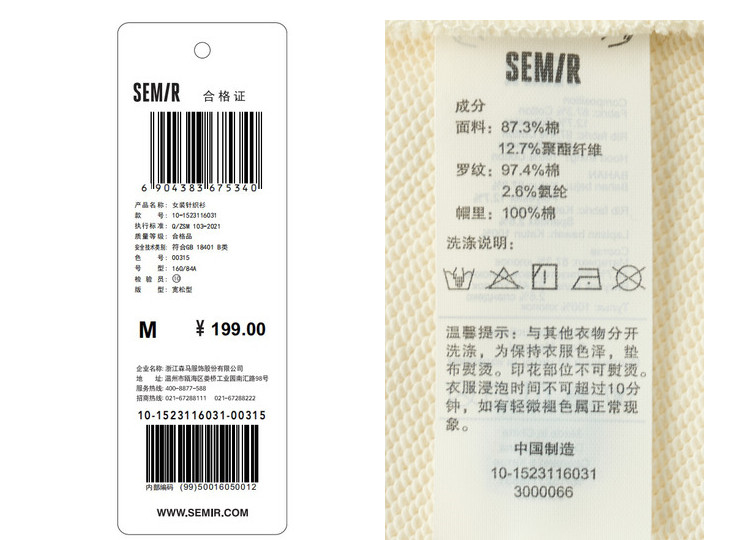 SEMIR 合格证
6 904383 675340
产品名称: 女装针织衫
款 号: 10-1523116031
执行标准: Q/ZSM 103-2021
质量等级: 合格品
安全技术类别: 符合GB 18401 B类
色 号: 00315
号 型: 160/84A
检 验 员: ⑩
版 型: 宽松型
M ¥ 199.00
企业名称: 浙江森马服饰股份有限公司
地 址: 温州市瓯海区娄桥工业园南汇路98号
服务热线: 400-8877-588
招商热线: 021-67288111 021-67288222
10-1523116031-00315
内部编码 (99)50016050012
WWW.SEMIR.COM
SEMIR
成分
面料: 87.3%棉
12.7%聚酯纤维
罗纹: 97.4%棉
2.6%氨纶
帽里: 100%棉
洗涤说明:
温馨提示: 与其他衣物分开
洗涤, 为保持衣服色泽, 垫
布熨烫。印花部位不可熨烫。
衣服浸泡时间不可超过10分
钟, 如有轻微褪色属正常现
象。
中国制造
10-1523116031
3000066